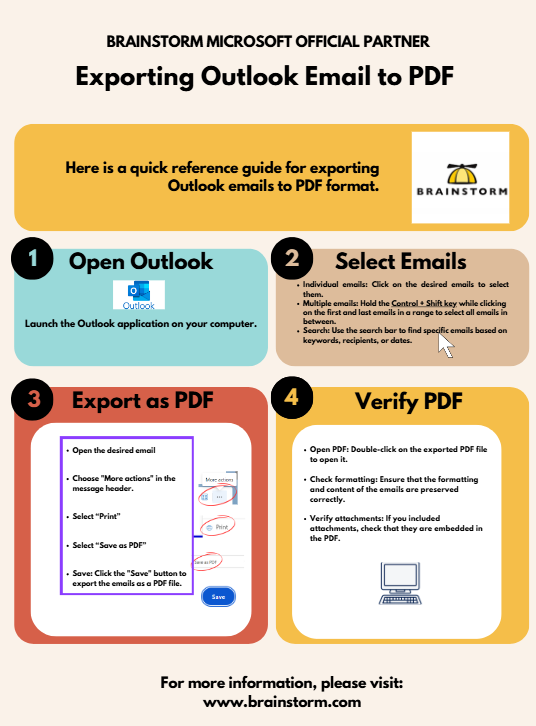 BRAINSTORM MICROSOFT OFFICIAL PARTNER
Exporting Outlook Email to PDF
Here is a quick reference guide for exporting
Outlook emails to PDF format.
BRAINSTORM
1
Open Outlook
Outlook
Launch the Outlook application on your computer.
2
Select Emails
• Individual emails: Click on the desired emails to select
them.
• Multiple emails: Hold the Control + Shift key while clicking
on the first and last emails in a range to select all emails in
between.
• Search: Use the search bar to find specific emails based on
keywords, recipients, or dates.
3
Export as PDF
• Open the desired email
• Choose "More actions" in the
message header.
More actions
• Select “Print”
Print
• Select “Save as PDF”
Save as PDF
• Save: Click the "Save" button to
export the emails as a PDF file.
Save
4
Verify PDF
• Open PDF: Double-click on the exported PDF file
to open it.
• Check formatting: Ensure that the formatting
and content of the emails are preserved
correctly.
• Verify attachments: If you included
attachments, check that they are embedded in
the PDF.
For more information, please visit:
www.brainstorm.com